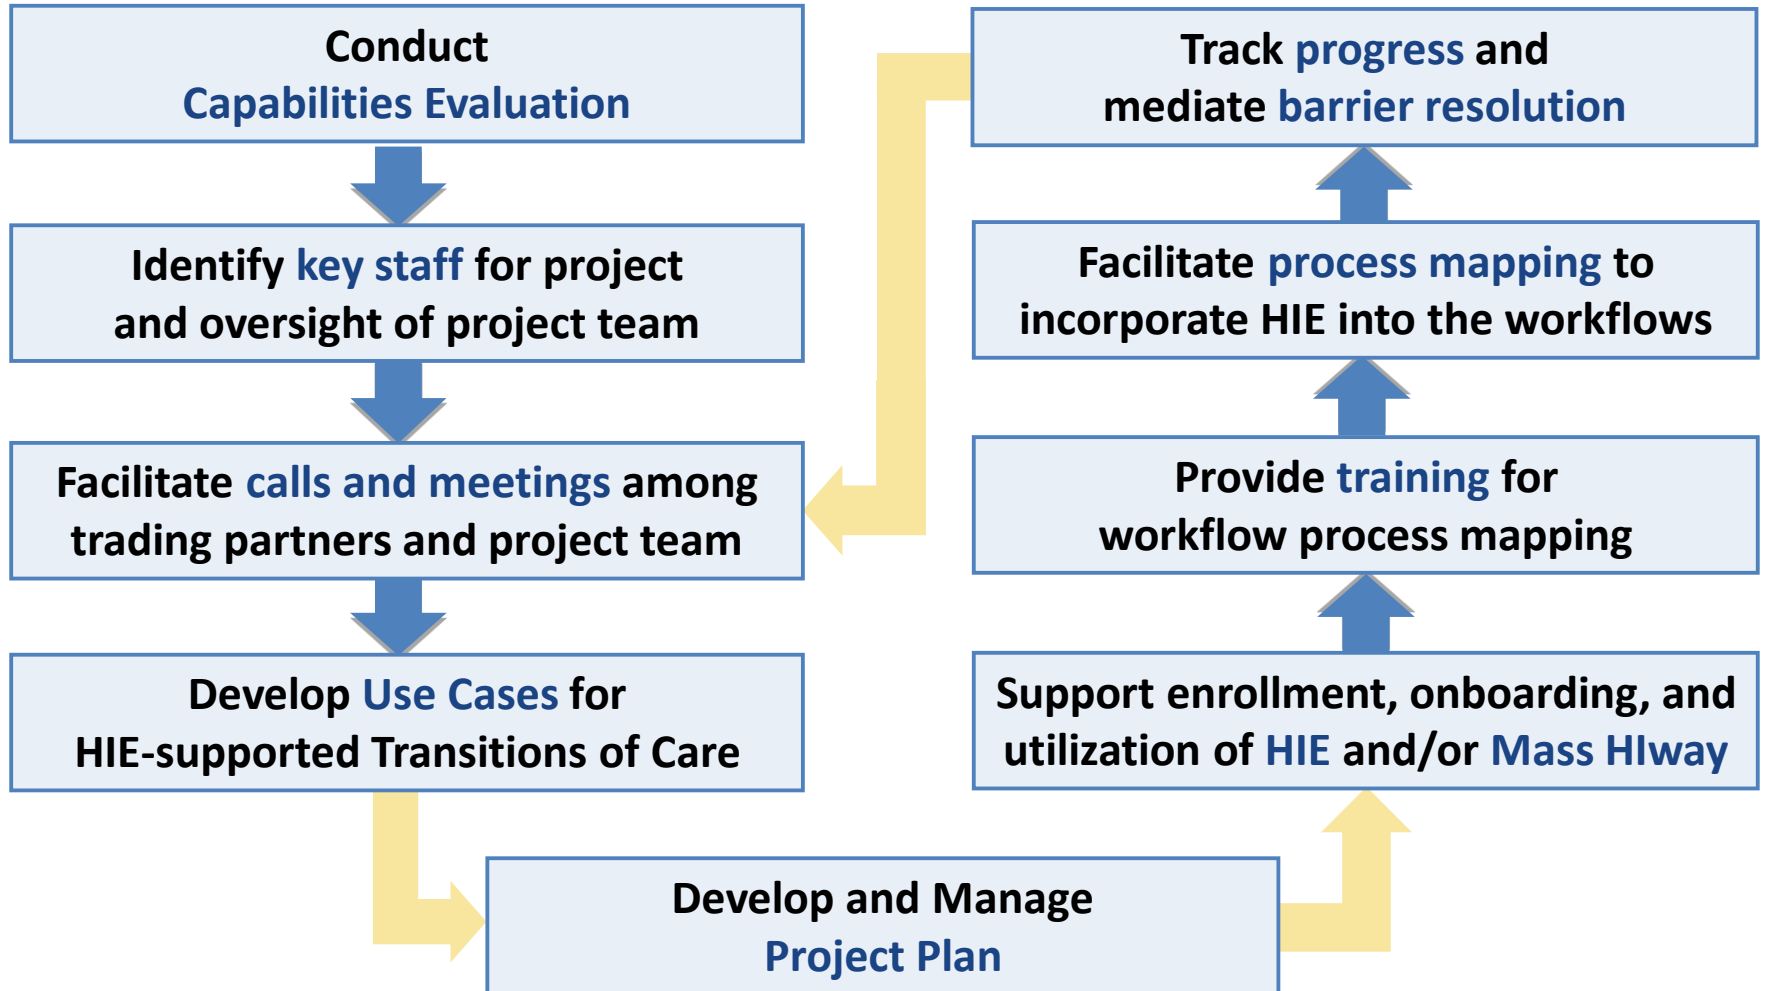 Conduct
Capabilities Evaluation
Identify key staff for project
and oversight of project team
Facilitate calls and meetings among
trading partners and project team
Develop Use Cases for
HIE-supported Transitions of Care
Develop and Manage
Project Plan
Support enrollment, onboarding, and
utilization of HIE and/or Mass HIway
Provide training for
workflow process mapping
Facilitate process mapping to
incorporate HIE into the workflows
Track progress and
mediate barrier resolution